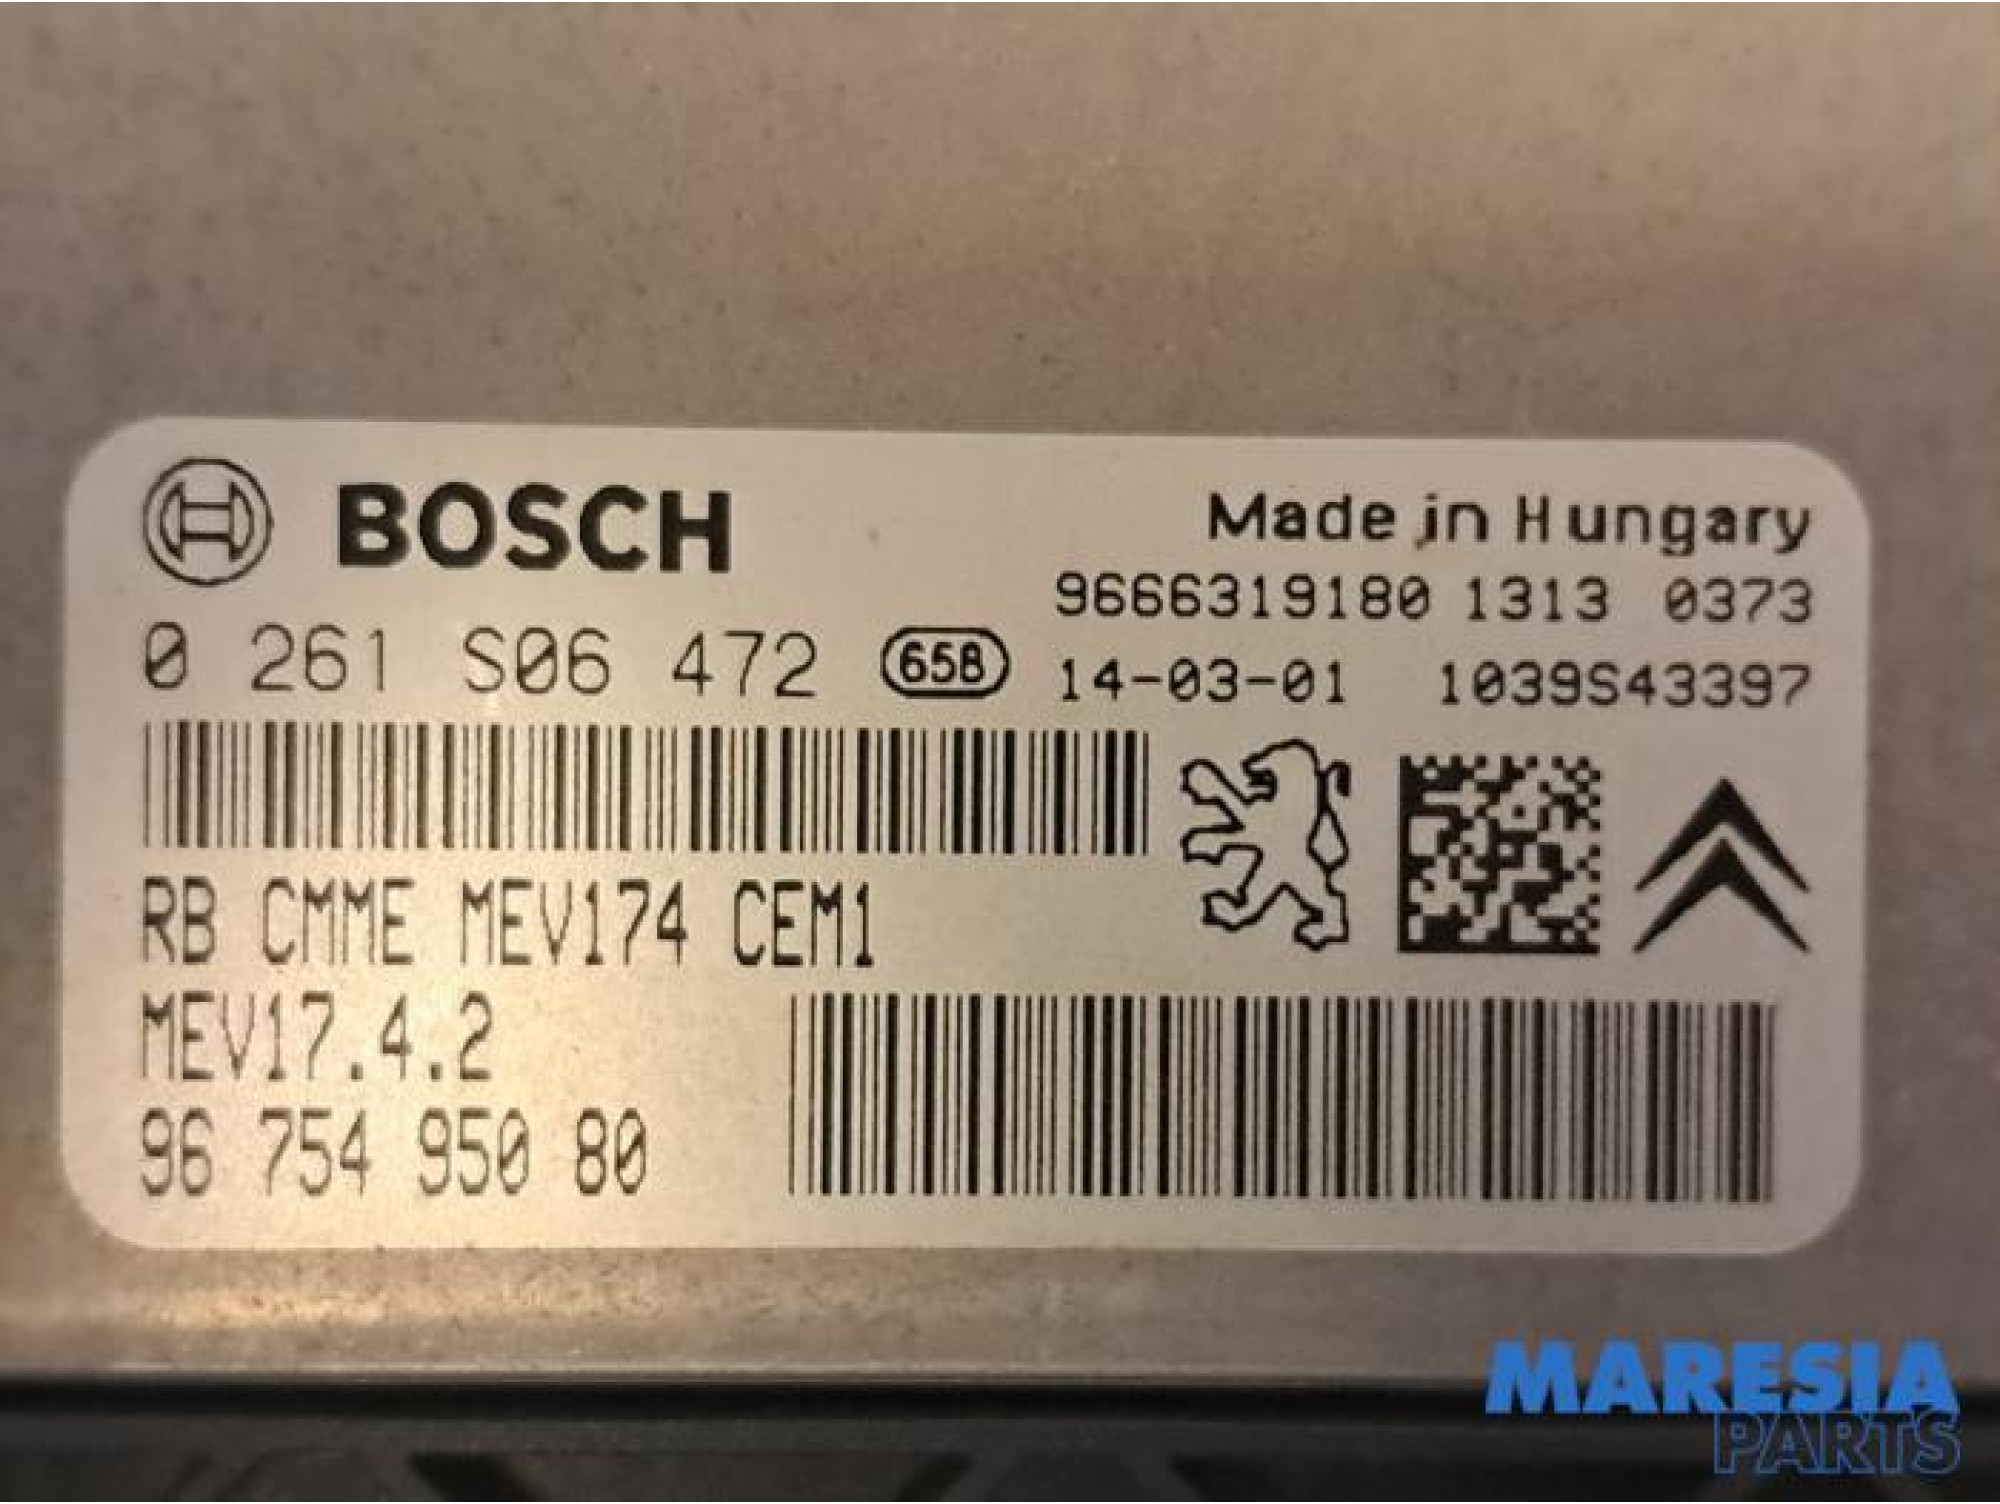 BOSCH
Made in Hungary
9666319180 1313 0373
0 261 S06 472 658
14-03-01 1039S43397
RB CMME MEV174 CEM1
MEV17.4.2
96 754 950 80
MARESIA
PARTS